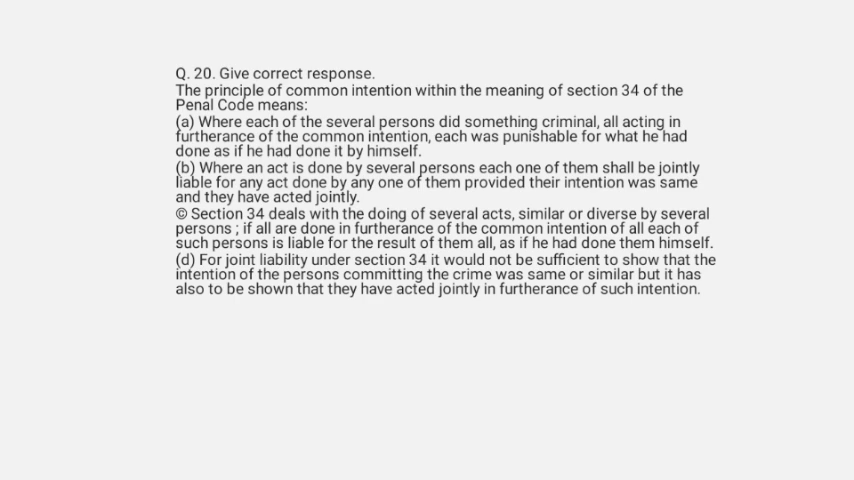 Q. 20. Give correct response.
The principle of common intention within the meaning of section 34 of the
Penal Code means:
(a) Where each of the several persons did something criminal, all acting in
furtherance of the common intention, each was punishable for what he had
done as if he had done it by himself.
(b) Where an act is done by several persons each one of them shall be jointly
liable for any act done by any one of them provided their intention was same
and they have acted jointly.
© Section 34 deals with the doing of several acts, similar or diverse by several
persons ; if all are done in furtherance of the common intention of all each of
such persons is liable for the result of them all, as if he had done them himself.
(d) For joint liability under section 34 it would not be sufficient to show that the
intention of the persons committing the crime was same or similar but it has
also to be shown that they have acted jointly in furtherance of such intention.